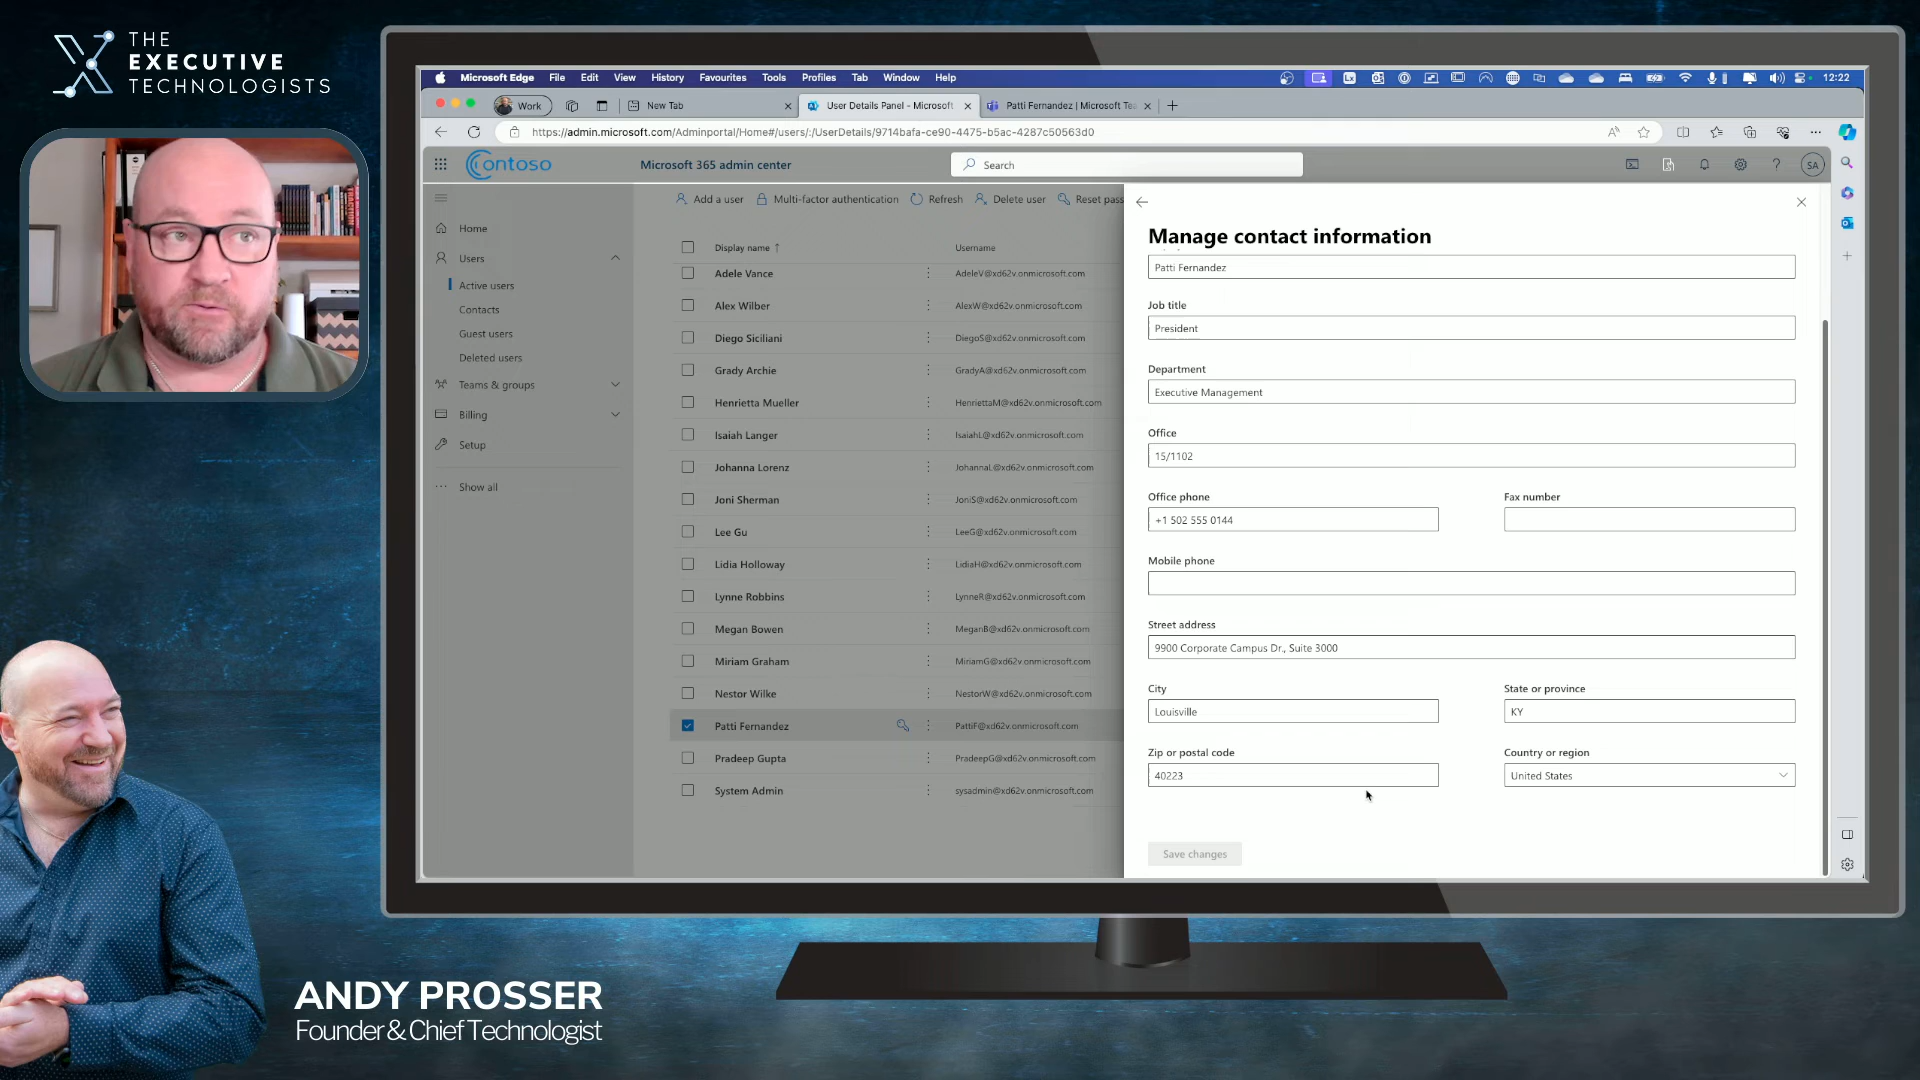 THE
EXECUTIVE
TECHNOLOGISTS
Microsoft Edge File Edit View History Favourites Tools Profiles Tab Window Help
12:22
Work
New Tab
User Details Panel - Microsoft
Patti Fernandez | Microsoft Tea
https://admin.microsoft.com/Adminportal/Home#/users/:/UserDetails/9714bafa-ce90-4475-b5ac-4287c50563d0
Contoso
Microsoft 365 admin center
Search
SA
Add a user
Multi-factor authentication
Refresh
Delete user
Reset pass
Home
Users
Active users
Contacts
Guest users
Deleted users
Teams & groups
Billing
Setup
Show all
Display name ↑ Username
Adele Vance AdeleV@xd62v.onmicrosoft.com
Alex Wilber AlexW@xd62v.onmicrosoft.com
Diego Siciliani DiegoS@xd62v.onmicrosoft.com
Grady Archie GradyA@xd62v.onmicrosoft.com
Henrietta Mueller HenriettaM@xd62v.onmicrosoft.com
Isaiah Langer IsaiahL@xd62v.onmicrosoft.com
Johanna Lorenz JohannaL@xd62v.onmicrosoft.com
Joni Sherman JoniS@xd62v.onmicrosoft.com
Lee Gu LeeG@xd62v.onmicrosoft.com
Lidia Holloway LidiaH@xd62v.onmicrosoft.com
Lynne Robbins LynneR@xd62v.onmicrosoft.com
Megan Bowen MeganB@xd62v.onmicrosoft.com
Miriam Graham MiriamG@xd62v.onmicrosoft.com
Nestor Wilke NestorW@xd62v.onmicrosoft.com
Patti Fernandez PattiF@xd62v.onmicrosoft.com
Pradeep Gupta PradeepG@xd62v.onmicrosoft.com
System Admin sysadmin@xd62v.onmicrosoft.com
Manage contact information
Patti Fernandez
Job title
President
Department
Executive Management
Office
15/1102
Office phone Fax number
+1 502 555 0144
Mobile phone
Street address
9900 Corporate Campus Dr., Suite 3000
City State or province
Louisville KY
Zip or postal code Country or region
40223 United States
Save changes
ANDY PROSSER
Founder & Chief Technologist